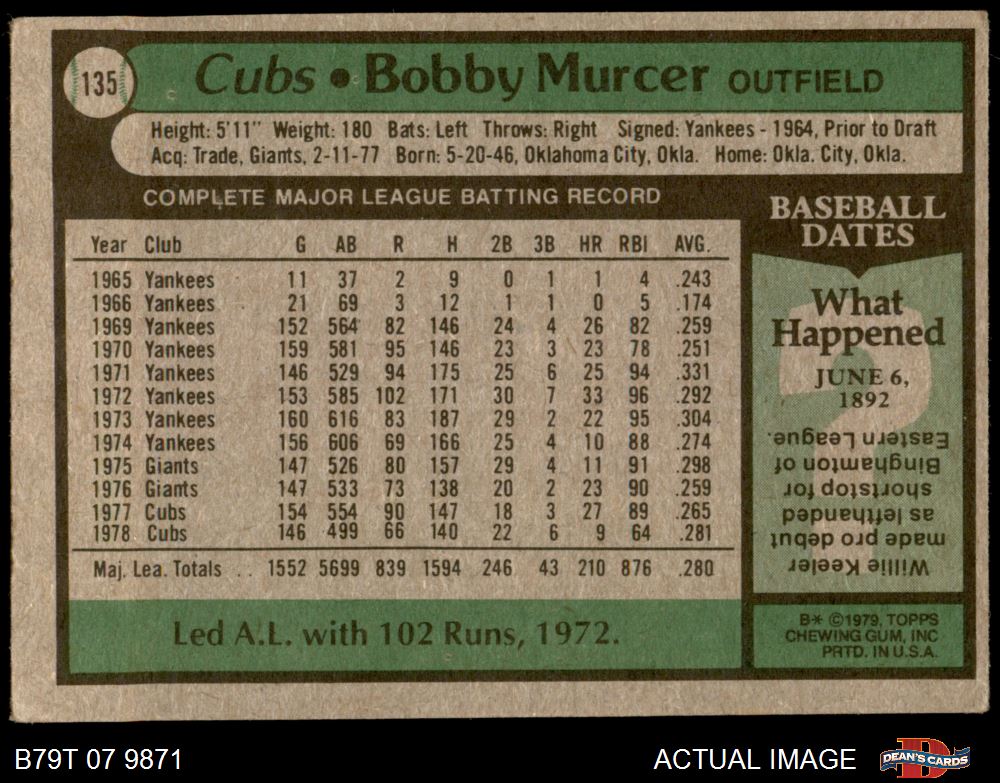 135
Cubs • Bobby Murcer OUTFIELD
Height: 5'11" Weight: 180 Bats: Left Throws: Right Signed: Yankees - 1964, Prior to Draft
Acq: Trade, Giants, 2-11-77 Born: 5-20-46, Oklahoma City, Okla. Home: Okla. City, Okla.
COMPLETE MAJOR LEAGUE BATTING RECORD
Year Club G AB R H 2B 3B HR RBI AVG.
1965 Yankees 11 37 2 9 0 1 1 4 .243
1966 Yankees 21 69 3 12 1 1 0 5 .174
1969 Yankees 152 564 82 146 24 4 26 82 .259
1970 Yankees 159 581 95 146 23 3 23 78 .251
1971 Yankees 146 529 94 175 25 6 25 94 .331
1972 Yankees 153 585 102 171 30 7 33 96 .292
1973 Yankees 160 616 83 187 29 2 22 95 .304
1974 Yankees 156 606 69 166 25 4 10 88 .274
1975 Giants 147 526 80 157 29 4 11 91 .298
1976 Giants 147 533 73 138 20 2 23 90 .259
1977 Cubs 154 554 90 147 18 3 27 89 .265
1978 Cubs 146 499 66 140 22 6 9 64 .281
Maj. Lea. Totals .. 1552 5699 839 1594 246 43 210 876 .280
Led A.L. with 102 Runs, 1972.
BASEBALL
DATES
What
Happened
JUNE 6,
1892
Willie Keeler
made pro debut
as lefthanded
shortstop for
Binghamton of
Eastern League.
B* ©1979, TOPPS
CHEWING GUM, INC
PRTD. IN U.S.A.
B79T 07 9871
ACTUAL IMAGE
DEAN'S CARDS